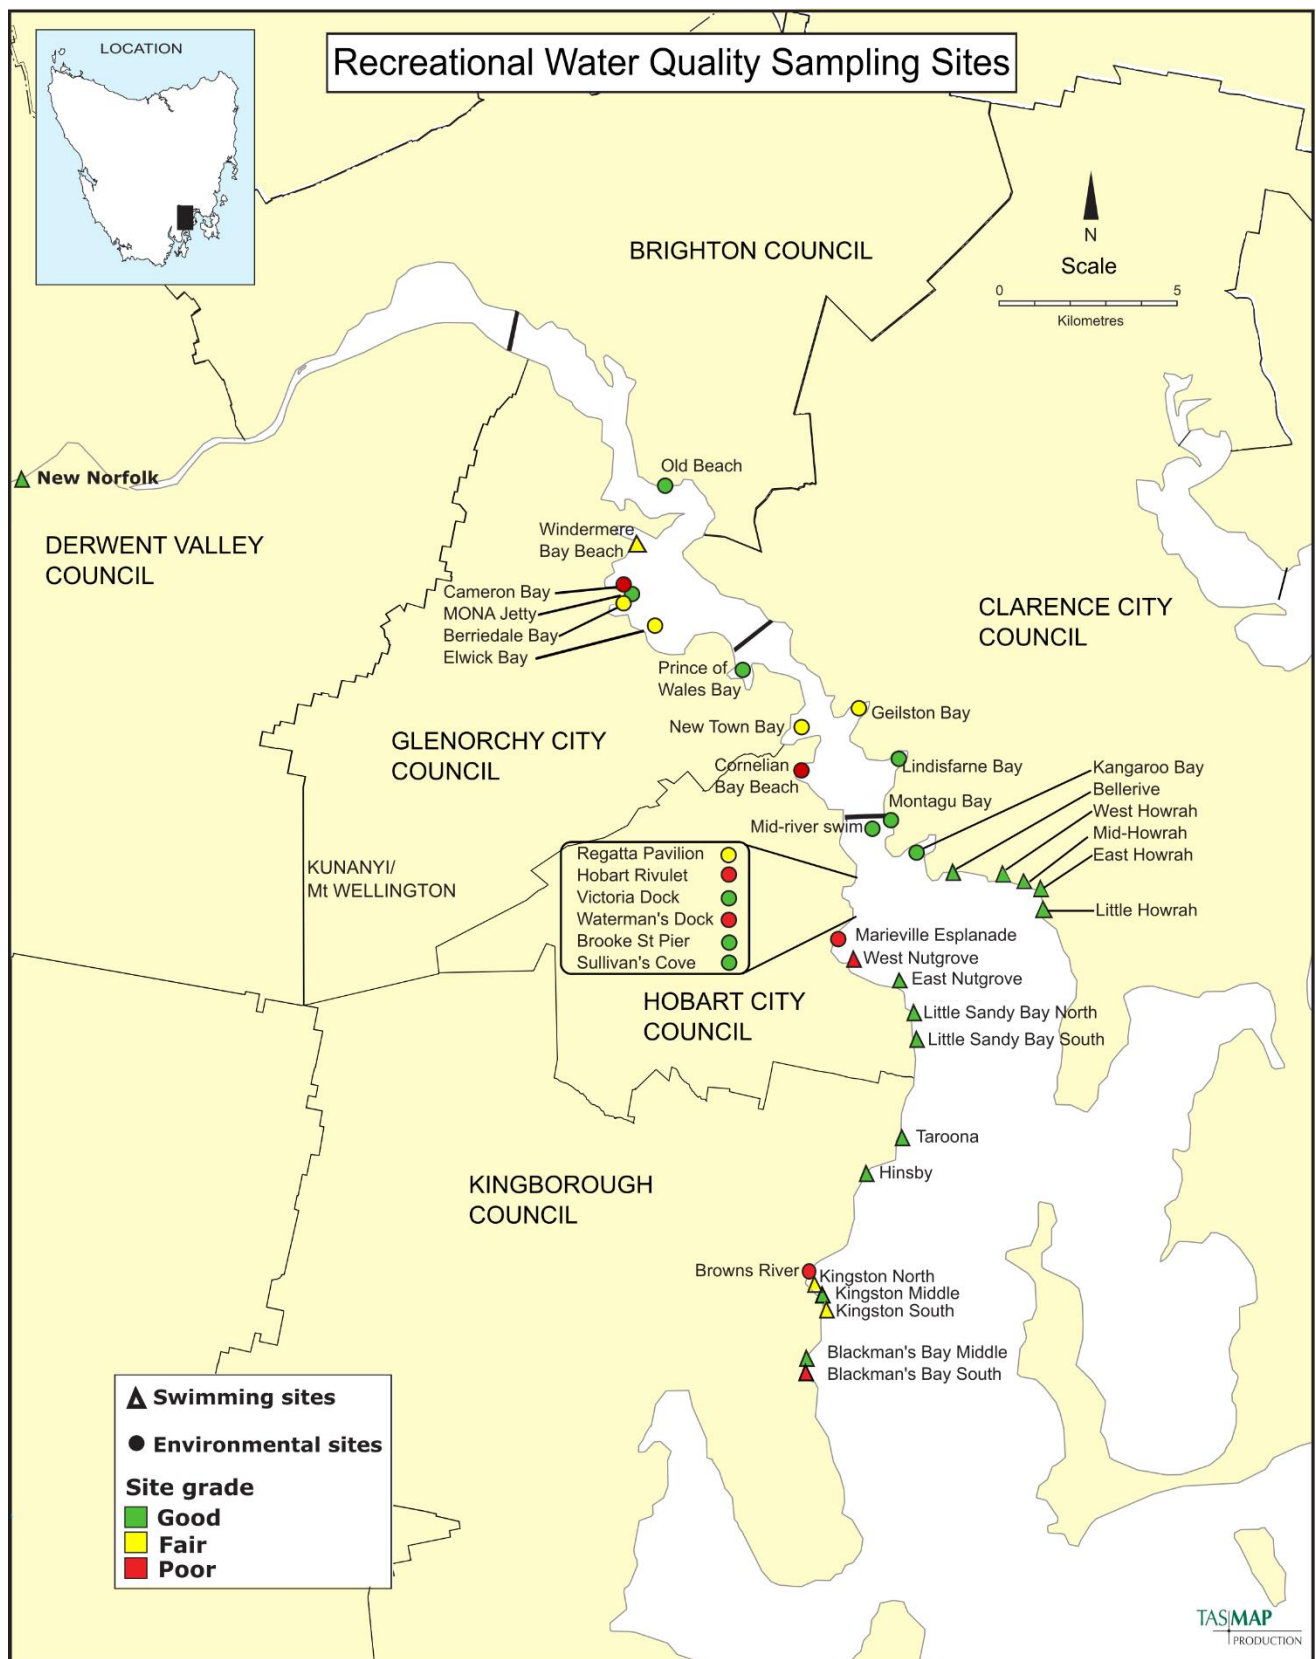 LOCATION
Recreational Water Quality Sampling Sites
N
Scale
0 5
Kilometres
BRIGHTON COUNCIL
New Norfolk
DERWENT VALLEY
COUNCIL
Old Beach
Windermere
Bay Beach
Cameron Bay
MONA Jetty
Berriedale Bay
Elwick Bay
CLARENCE CITY
COUNCIL
Prince of
Wales Bay
Geilston Bay
New Town Bay
GLENORCHY CITY
COUNCIL
Cornelian
Bay Beach
Lindisfarne Bay
Kangaroo Bay
Bellerive
West Howrah
Mid-Howrah
East Howrah
Little Howrah
Montagu Bay
Mid-river swim
KUNANYI/
Mt WELLINGTON
Regatta Pavilion
Hobart Rivulet
Victoria Dock
Waterman's Dock
Brooke St Pier
Sullivan's Cove
Marieville Esplanade
West Nutgrove
East Nutgrove
HOBART CITY
COUNCIL
Little Sandy Bay North
Little Sandy Bay South
Taroona
Hinsby
KINGBOROUGH
COUNCIL
Browns River
Kingston North
Kingston Middle
Kingston South
Blackman's Bay Middle
Blackman's Bay South
Swimming sites
Environmental sites
Site grade
Good
Fair
Poor
TASMAP
PRODUCTION